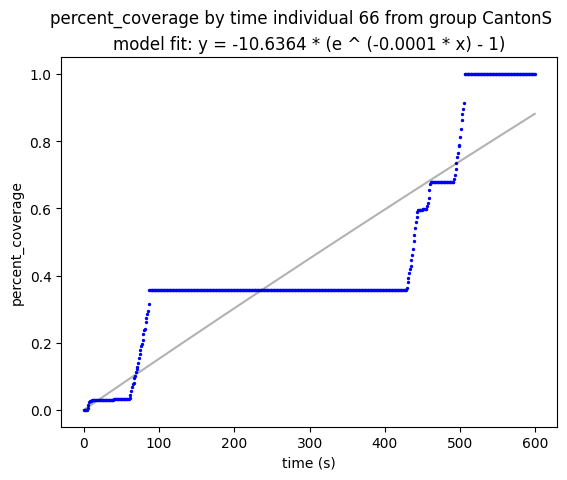 percent_coverage by time individual 66 from group CantonS
model fit: y = -10.6364 * (e ^ (-0.0001 * x) - 1)
1.0
0.8
0.6
0.4
0.2
0.0
percent_coverage
0 100 200 300 400 500 600
time (s)